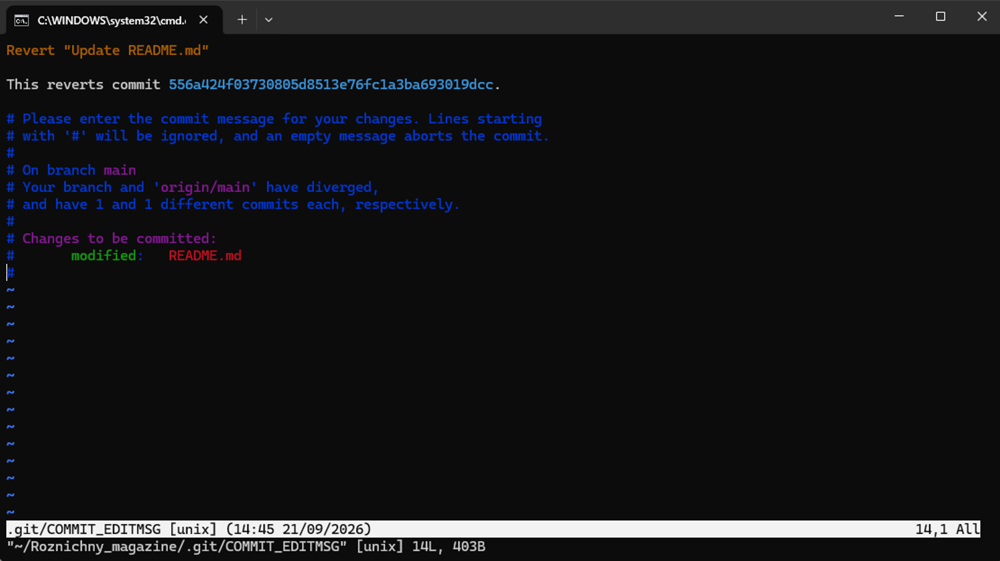 C:\WINDOWS\system32\cmd.
Revert "Update README.md"
This reverts commit 556a424f03730805d8513e76fc1a3ba693019dcc.
# Please enter the commit message for your changes. Lines starting
# with '#' will be ignored, and an empty message aborts the commit.
#
# On branch main
# Your branch and 'origin/main' have diverged,
# and have 1 and 1 different commits each, respectively.
#
# Changes to be committed:
#       modified:   README.md
#
~
~
~
~
~
~
~
~
~
~
~
~
~
~
.git/COMMIT_EDITMSG [unix] (14:45 21/09/2026) 14,1 All
"~/Roznichny_magazine/.git/COMMIT_EDITMSG" [unix] 14L, 403B